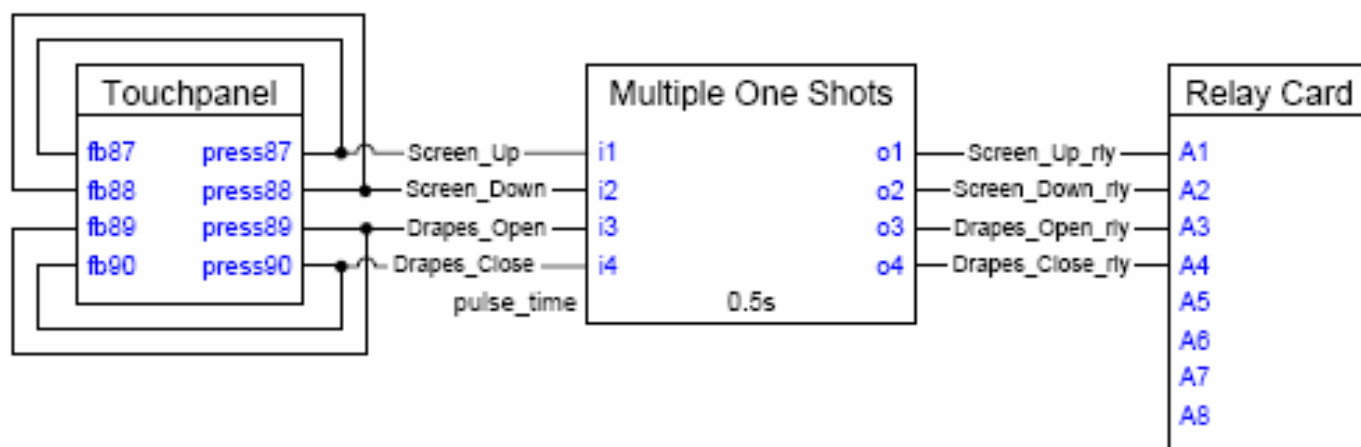 Touchpanel Multiple One Shots Relay Card
fb87 press87 Screen_Up i1 o1 Screen_Up_rly A1
fb88 press88 Screen_Down i2 o2 Screen_Down_rly A2
fb89 press89 Drapes_Open i3 o3 Drapes_Open_rly A3
fb90 press90 Drapes_Close i4 o4 Drapes_Close_rly A4
pulse_time 0.5s A5
A6
A7
A8